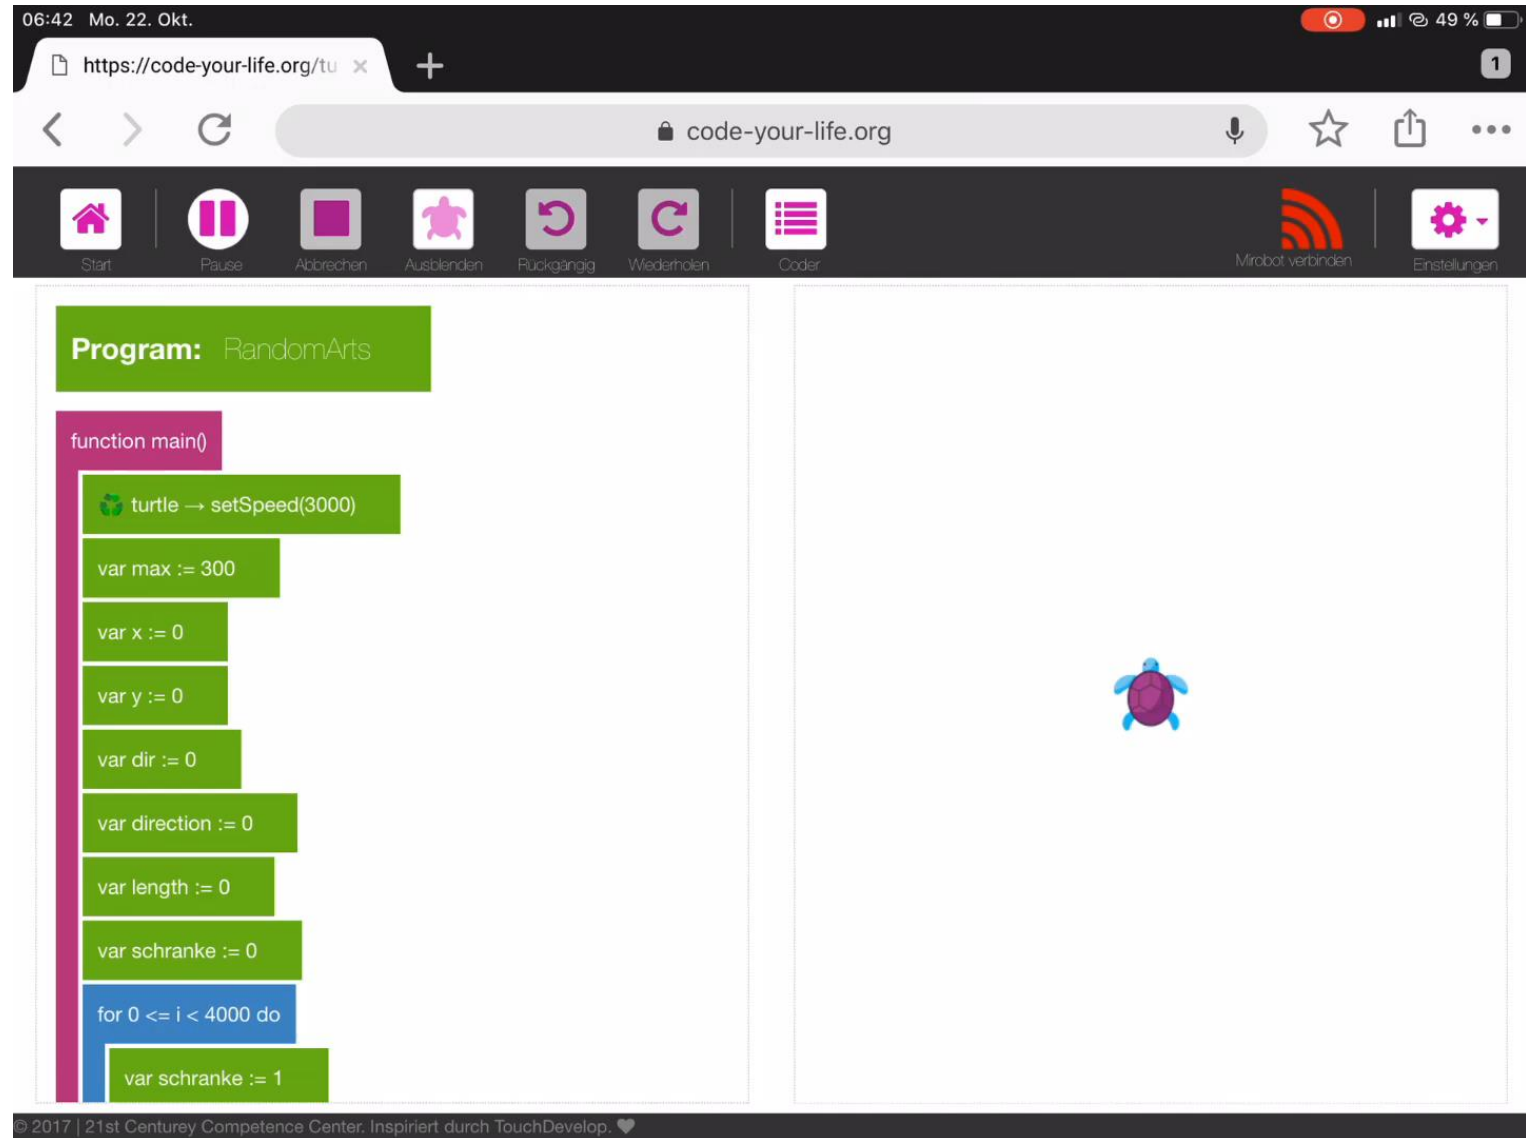 06:42 Mo. 22. Okt.
49 %
https://code-your-life.org/tu
1
code-your-life.org
Start
Pause
Abbrechen
Ausblenden
Rückgängig
Wiederholen
Coder
Mirobot verbinden
Einstellungen
Program: RandomArts
function main()
turtle → setSpeed(3000)
var max := 300
var x := 0
var y := 0
var dir := 0
var direction := 0
var length := 0
var schranke := 0
for 0 <= i < 4000 do
var schranke := 1
© 2017 | 21st Centurey Competence Center. Inspiriert durch TouchDevelop.